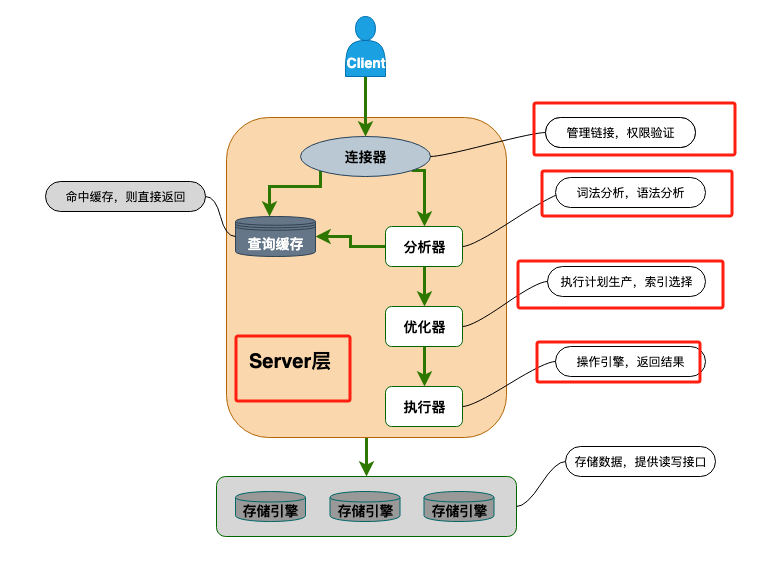 Client
连接器
管理链接，权限验证
命中缓存，则直接返回
词法分析，语法分析
查询缓存
分析器
执行计划生产，索引选择
优化器
Server层
操作引擎，返回结果
执行器
存储数据，提供读写接口
存储引擎
存储引擎
存储引擎